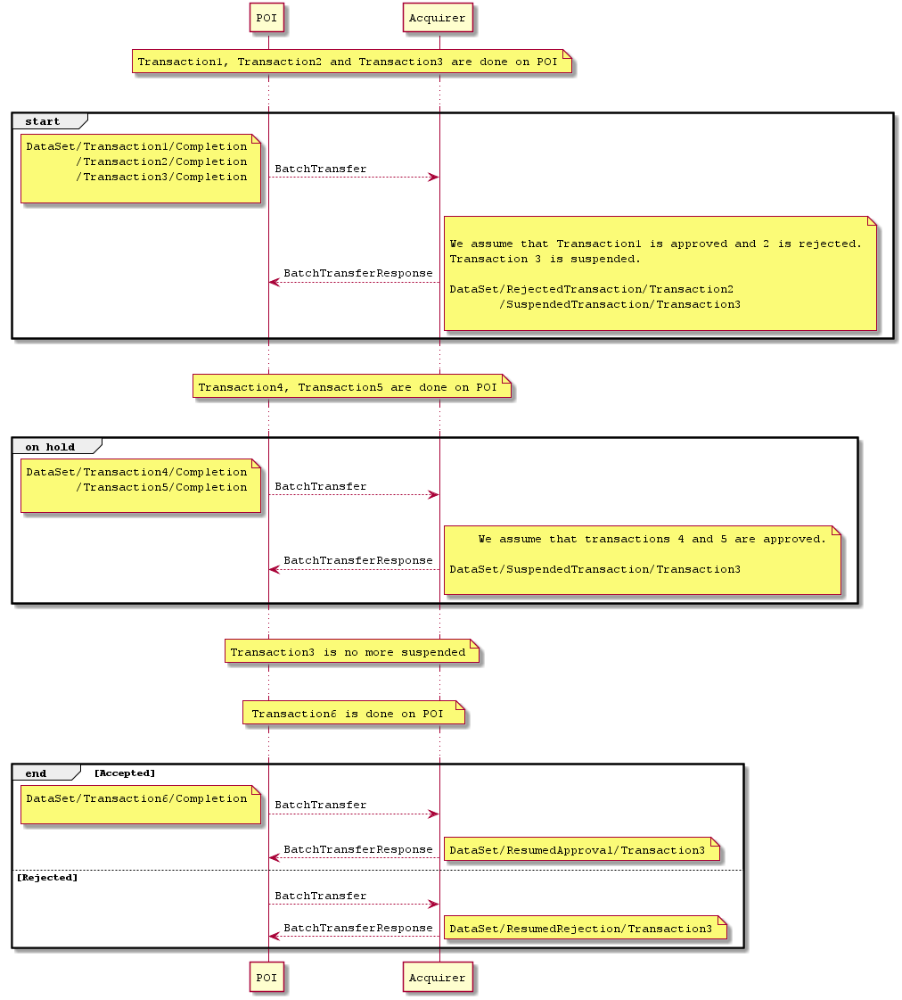 POI Acquirer
Transaction1, Transaction2 and Transaction3 are done on POI
start
DataSet/Transaction1/Completion
/Transaction2/Completion
/Transaction3/Completion
BatchTransfer
We assume that Transaction1 is approved and 2 is rejected.
Transaction 3 is suspended.
BatchTransferResponse
DataSet/RejectedTransaction/Transaction2
/SuspendedTransaction/Transaction3
Transaction4, Transaction5 are done on POI
on hold
DataSet/Transaction4/Completion
/Transaction5/Completion
BatchTransfer
We assume that transactions 4 and 5 are approved.
BatchTransferResponse
DataSet/SuspendedTransaction/Transaction3
Transaction3 is no more suspended
Transaction6 is done on POI
end [Accepted]
DataSet/Transaction6/Completion
BatchTransfer
BatchTransferResponse
DataSet/ResumedApproval/Transaction3
[Rejected]
BatchTransfer
BatchTransferResponse
DataSet/ResumedRejection/Transaction3
POI Acquirer